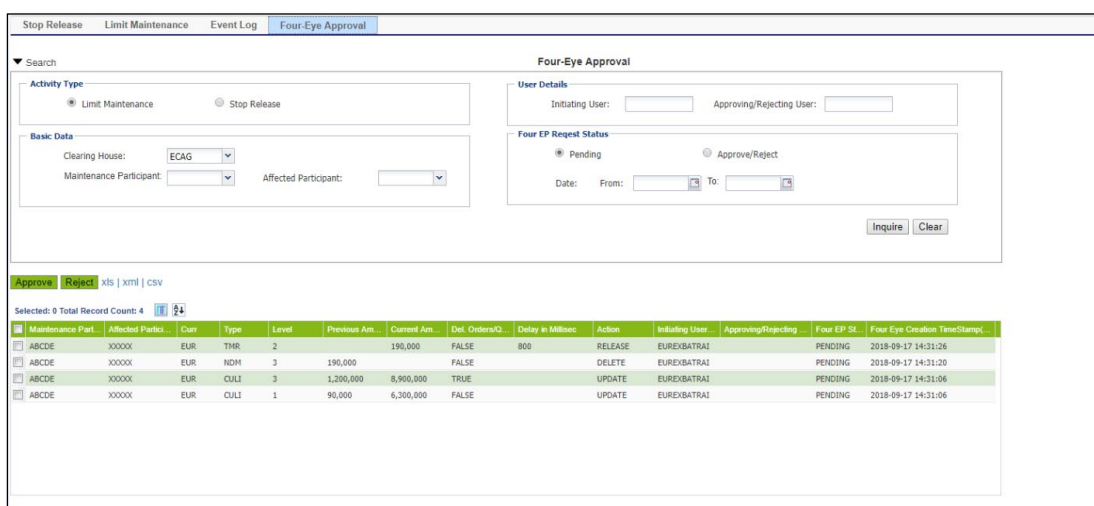 Stop Release Limit Maintenance Event Log Four-Eye Approval
Search Four-Eye Approval
Activity Type
Limit Maintenance Stop Release
User Details
Initiating User: Approving/Rejecting User:
Basic Data
Clearing House: ECAG
Maintenance Participant: Affected Participant:
Four EP Reqest Status
Pending Approve/Reject
Date: From: To:
Inquire Clear
Approve Reject xls | xml | csv
Selected: 0 Total Record Count: 4
Maintenance Part... Affected Partici... Curr Type Level Previous Am... Current Am... Del. Orders/Q... Delay in Millisec Action Initiating User... Approving/Rejecting ... Four EP St... Four Eye Creation TimeStamp(...
ABCDE XXXXX EUR TMR 2 190,000 FALSE 800 RELEASE EUREXBATRAI PENDING 2018-09-17 14:31:26
ABCDE XXXXX EUR NDM 3 190,000 FALSE DELETE EUREXBATRAI PENDING 2018-09-17 14:31:20
ABCDE XXXXX EUR CULI 3 1,200,000 8,900,000 TRUE UPDATE EUREXBATRAI PENDING 2018-09-17 14:31:06
ABCDE XXXXX EUR CULI 1 90,000 6,300,000 FALSE UPDATE EUREXBATRAI PENDING 2018-09-17 14:31:06